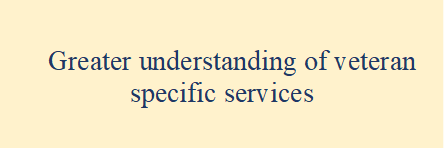 Greater understanding of veteran
specific services